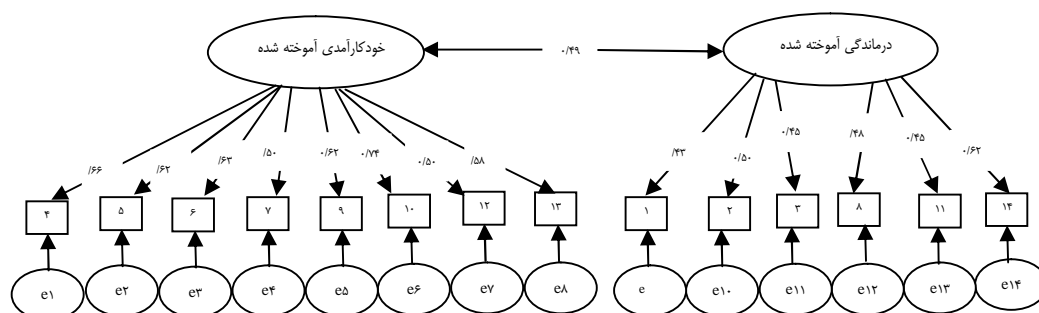 خودکارآمدی آموخته شده
درماندگی آموخته شده
۰/۴۹
/۶۶
/۶۲
/۶۳
/۵۰
۰/۶۲
۰/۷۴
۰/۵۰
/۵۸
/۴۳
۰/۵۰
۰/۴۵
/۴۸
۰/۴۵
۰/۶۲
۴
۵
۶
۷
۹
۱۰
۱۲
۱۳
۱
۲
۳
۸
۱۱
۱۴
e۱
e۲
e۳
e۴
e۵
e۶
e۷
e۸
e
e۱۰
e۱۱
e۱۲
e۱۳
e۱۴